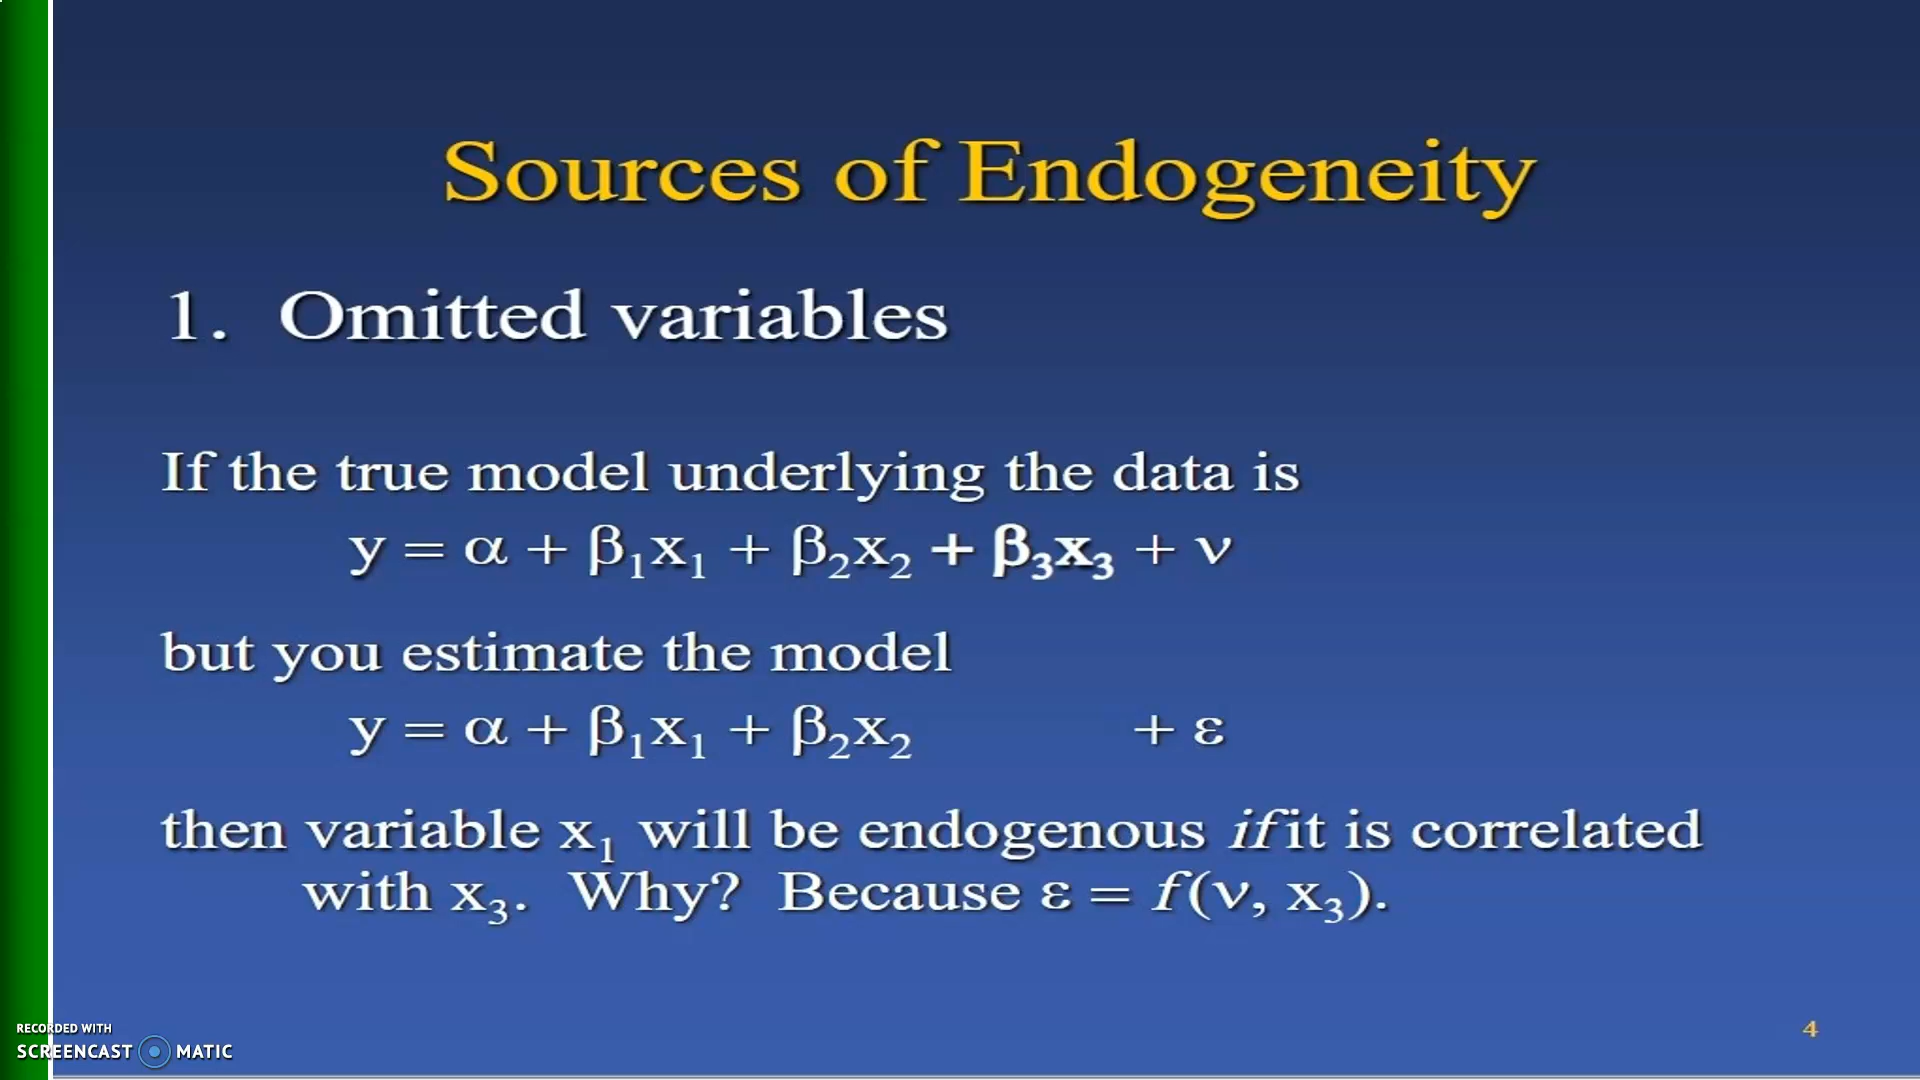 Sources of Endogeneity
1. Omitted variables
If the true model underlying the data is
y = α + β₁x₁ + β₂x₂ + β₃x₃ + ν
but you estimate the model
y = α + β₁x₁ + β₂x₂ + ε
then variable x₁ will be endogenous if it is correlated
with x₃. Why? Because ε = f(ν, x₃).
RECORDED WITH
SCREENCAST MATIC
4